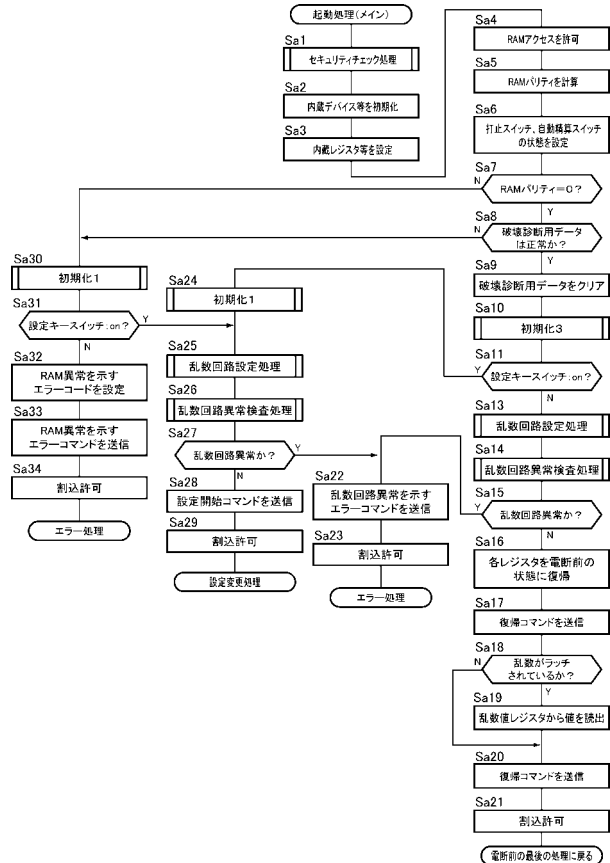 起動処理(メイン)
Sa1
セキュリティチェック処理
Sa2
内蔵デバイス等を初期化
Sa3
内蔵レジスタ等を設定
Sa4
RAMアクセスを許可
Sa5
RAMパリティを計算
Sa6
打止スイッチ、自動精算スイッチ
の状態を設定
Sa7
N
RAMパリティ=0?
Y
Sa8
N
破壊診断用データ
は正常か?
Y
Sa9
破壊診断用データをクリア
Sa10
初期化3
Sa11
Y
設定キースイッチ:on?
N
Sa13
乱数回路設定処理
Sa14
乱数回路異常検査処理
Sa15
Y
乱数回路異常か?
N
Sa16
各レジスタを電断前の
状態に復帰
Sa17
復帰コマンドを送信
Sa18
N
乱数がラッチ
されているか?
Y
Sa19
乱数値レジスタから値を読出
Sa20
復帰コマンドを送信
Sa21
割込許可
電断前の最後の処理に戻る
Sa30
初期化1
Sa31
設定キースイッチ:on?
Y
N
Sa32
RAM異常を示す
エラーコードを設定
Sa33
RAM異常を示す
エラーコマンドを送信
Sa34
割込許可
エラー処理
Sa24
初期化1
Sa25
乱数回路設定処理
Sa26
乱数回路異常検査処理
Sa27
乱数回路異常か?
Y
N
Sa28
設定開始コマンドを送信
Sa29
割込許可
設定変更処理
Sa22
乱数回路異常を示す
エラーコマンドを送信
Sa23
割込許可
エラー処理